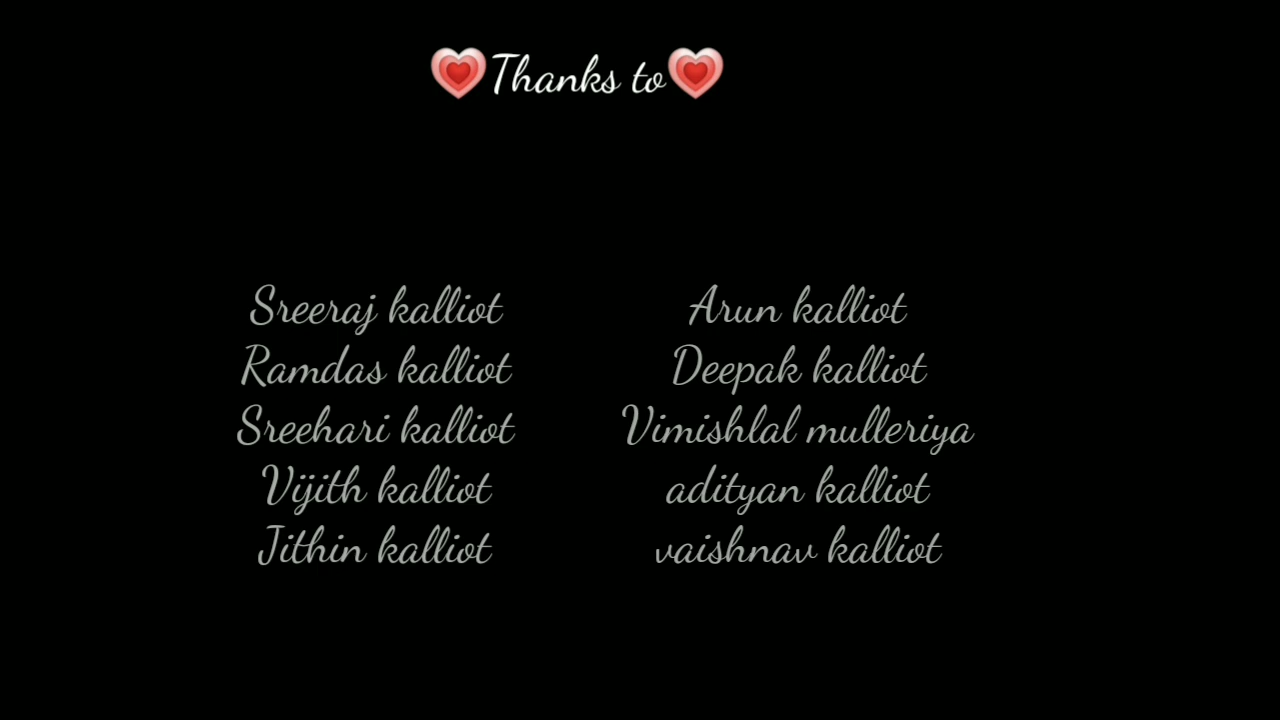 💗Thanks to💗
Sreeraj kalliot
Ramdas kalliot
Sreehari kalliot
Vijith kalliot
Jithin kalliot
Arun kalliot
Deepak kalliot
Vimishlal mulleriya
adityan kalliot
vaishnav kalliot